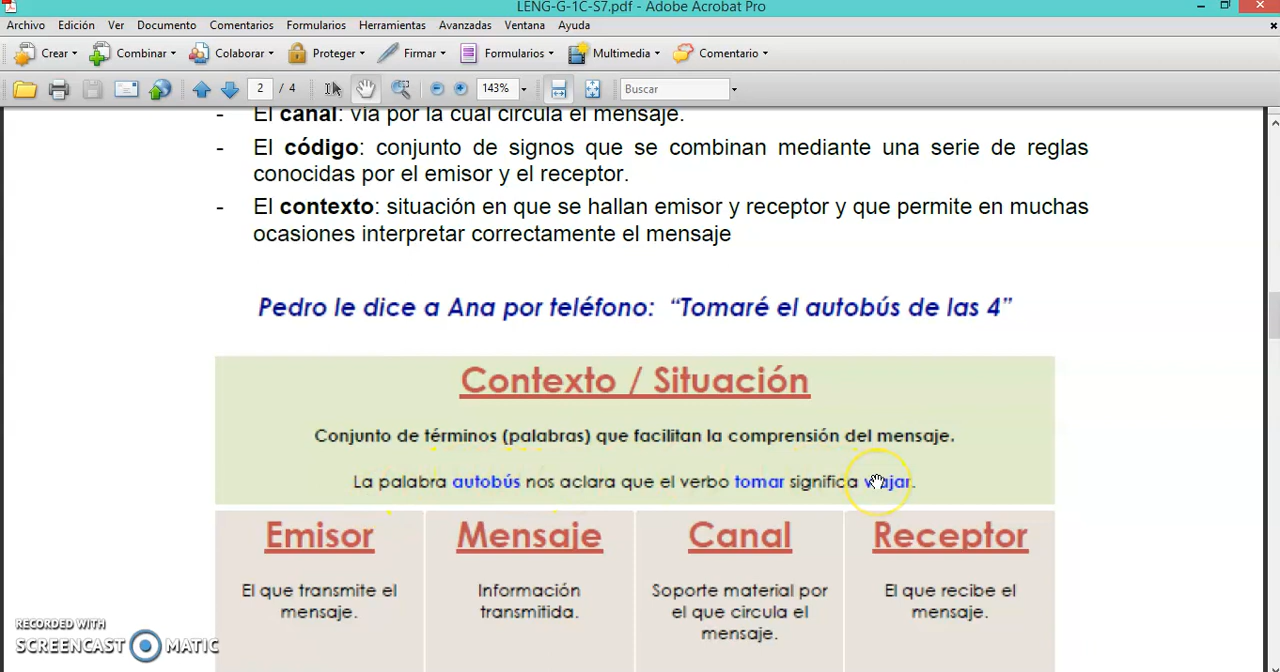 LENG-G-1C-S7.pdf - Adobe Acrobat Pro
Archivo Edición Ver Documento Comentarios Formularios Herramientas Avanzadas Ventana Ayuda
Crear Combinar Colaborar Proteger Firmar Formularios Multimedia Comentario
2 / 4 143% Buscar
- El canal: vía por la cual circula el mensaje.
- El código: conjunto de signos que se combinan mediante una serie de reglas
conocidas por el emisor y el receptor.
- El contexto: situación en que se hallan emisor y receptor y que permite en muchas
ocasiones interpretar correctamente el mensaje
Pedro le dice a Ana por teléfono: “Tomaré el autobús de las 4”
Contexto / Situación
Conjunto de términos (palabras) que facilitan la comprensión del mensaje.
La palabra autobús nos aclara que el verbo tomar significa viajar.
Emisor Mensaje Canal Receptor
El que transmite el Información Soporte material por El que recibe el
mensaje. transmitida. el que circula el mensaje.
mensaje.
RECORDED WITH
SCREENCAST MATIC